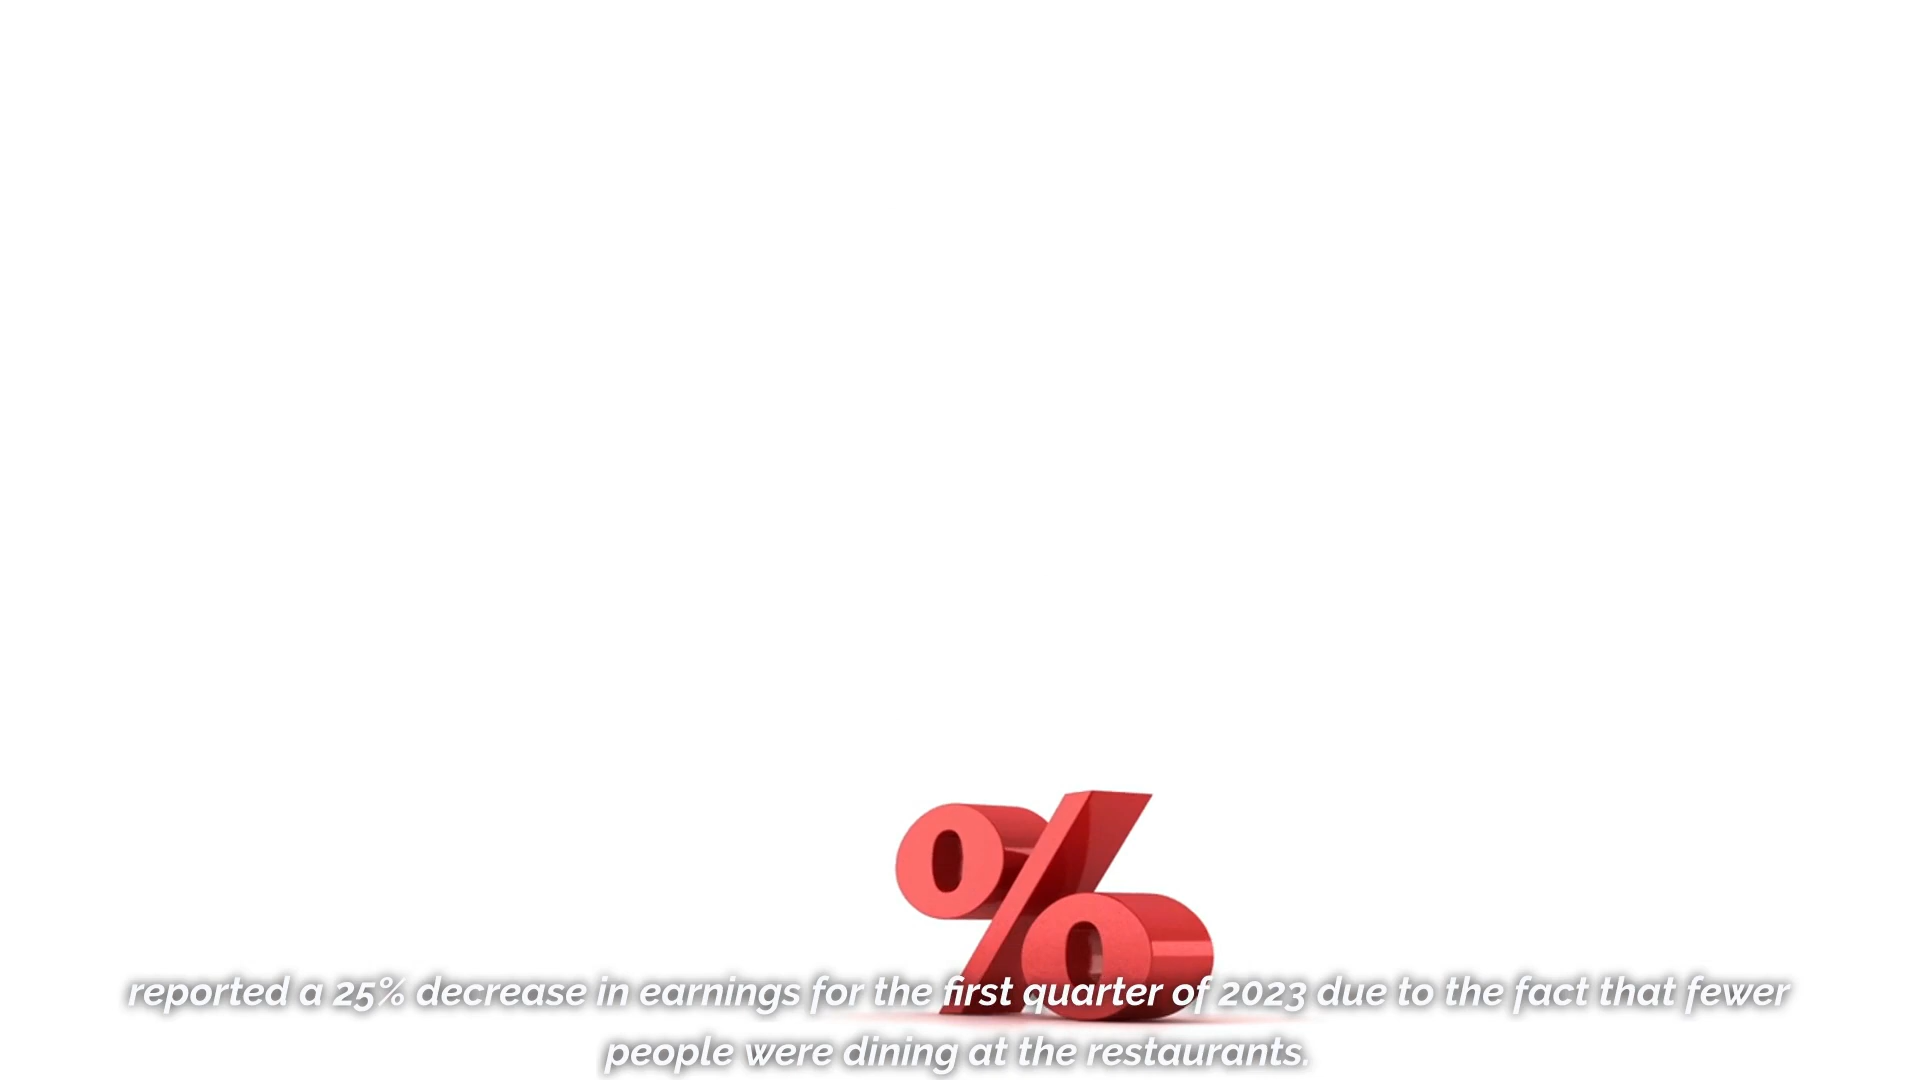 %
reported a 25% decrease in earnings for the first quarter of 2023 due to the fact that fewer
people were dining at the restaurants.